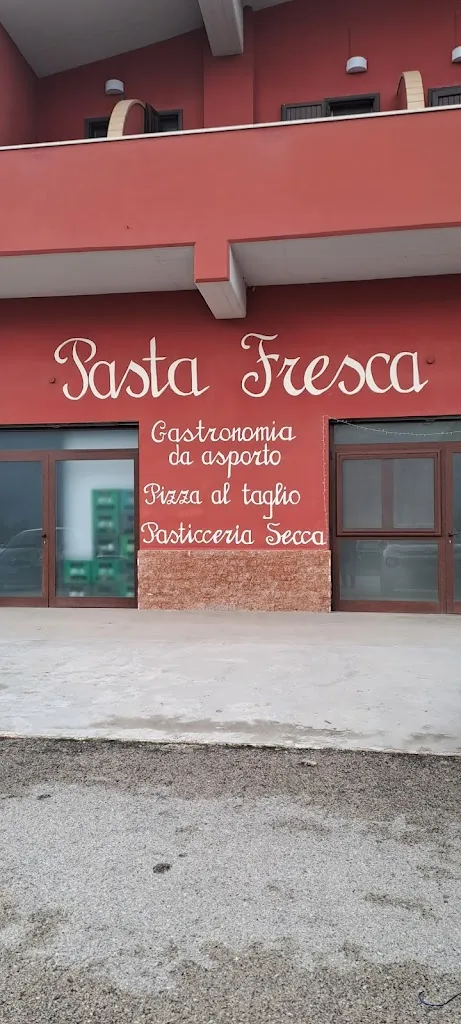 Pasta Fresca
Gastronomia
da asporto
Pizza al taglio
Pasticceria Secca